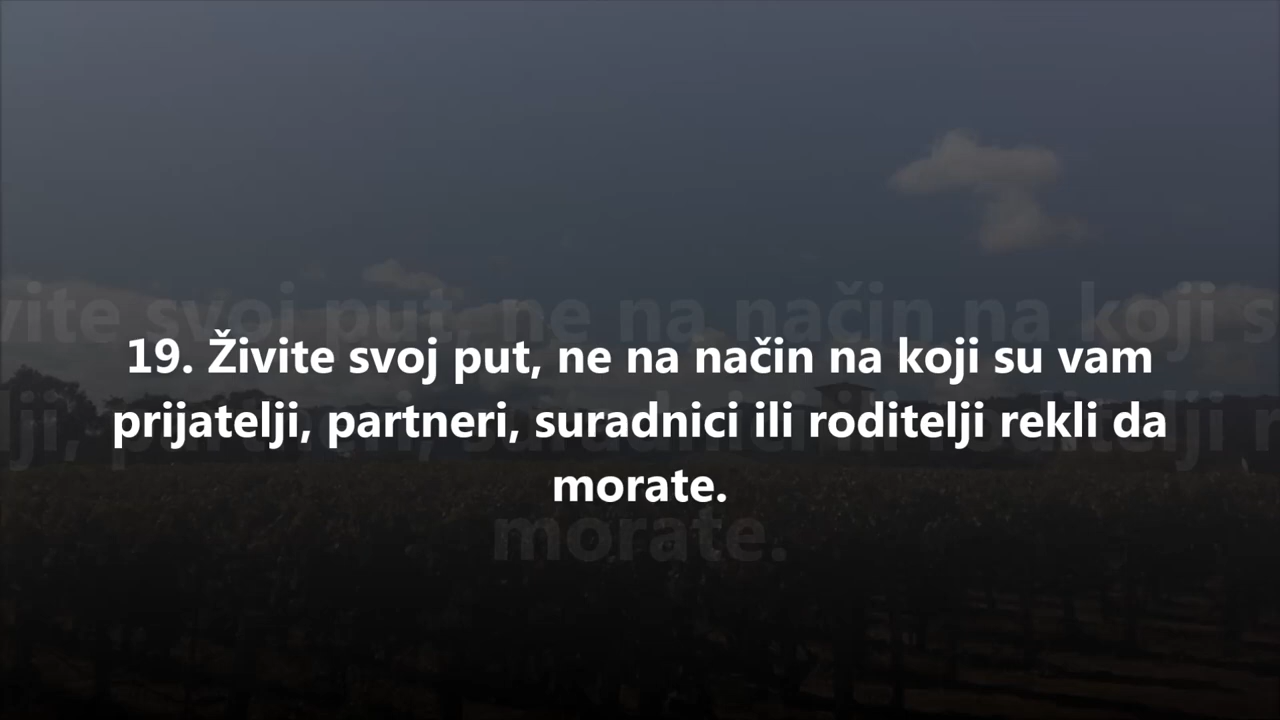 19. Živite svoj put, ne na način na koji su vam
prijatelji, partneri, suradnici ili roditelji rekli da
morate.